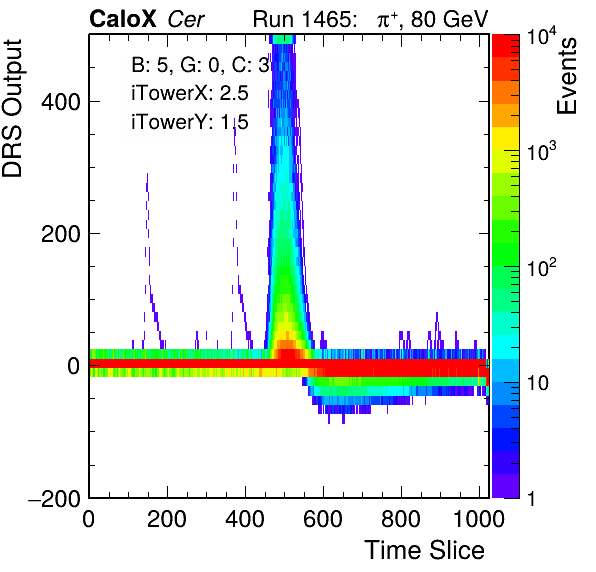 CaloX Cer Run 1465: π⁺, 80 GeV
B: 5, G: 0, C: 3
iTowerX: 2.5
iTowerY: 1.5
DRS Output
400
200
0
−200
0 200 400 600 800 1000
Time Slice
Events
10⁴
10³
10²
10
1